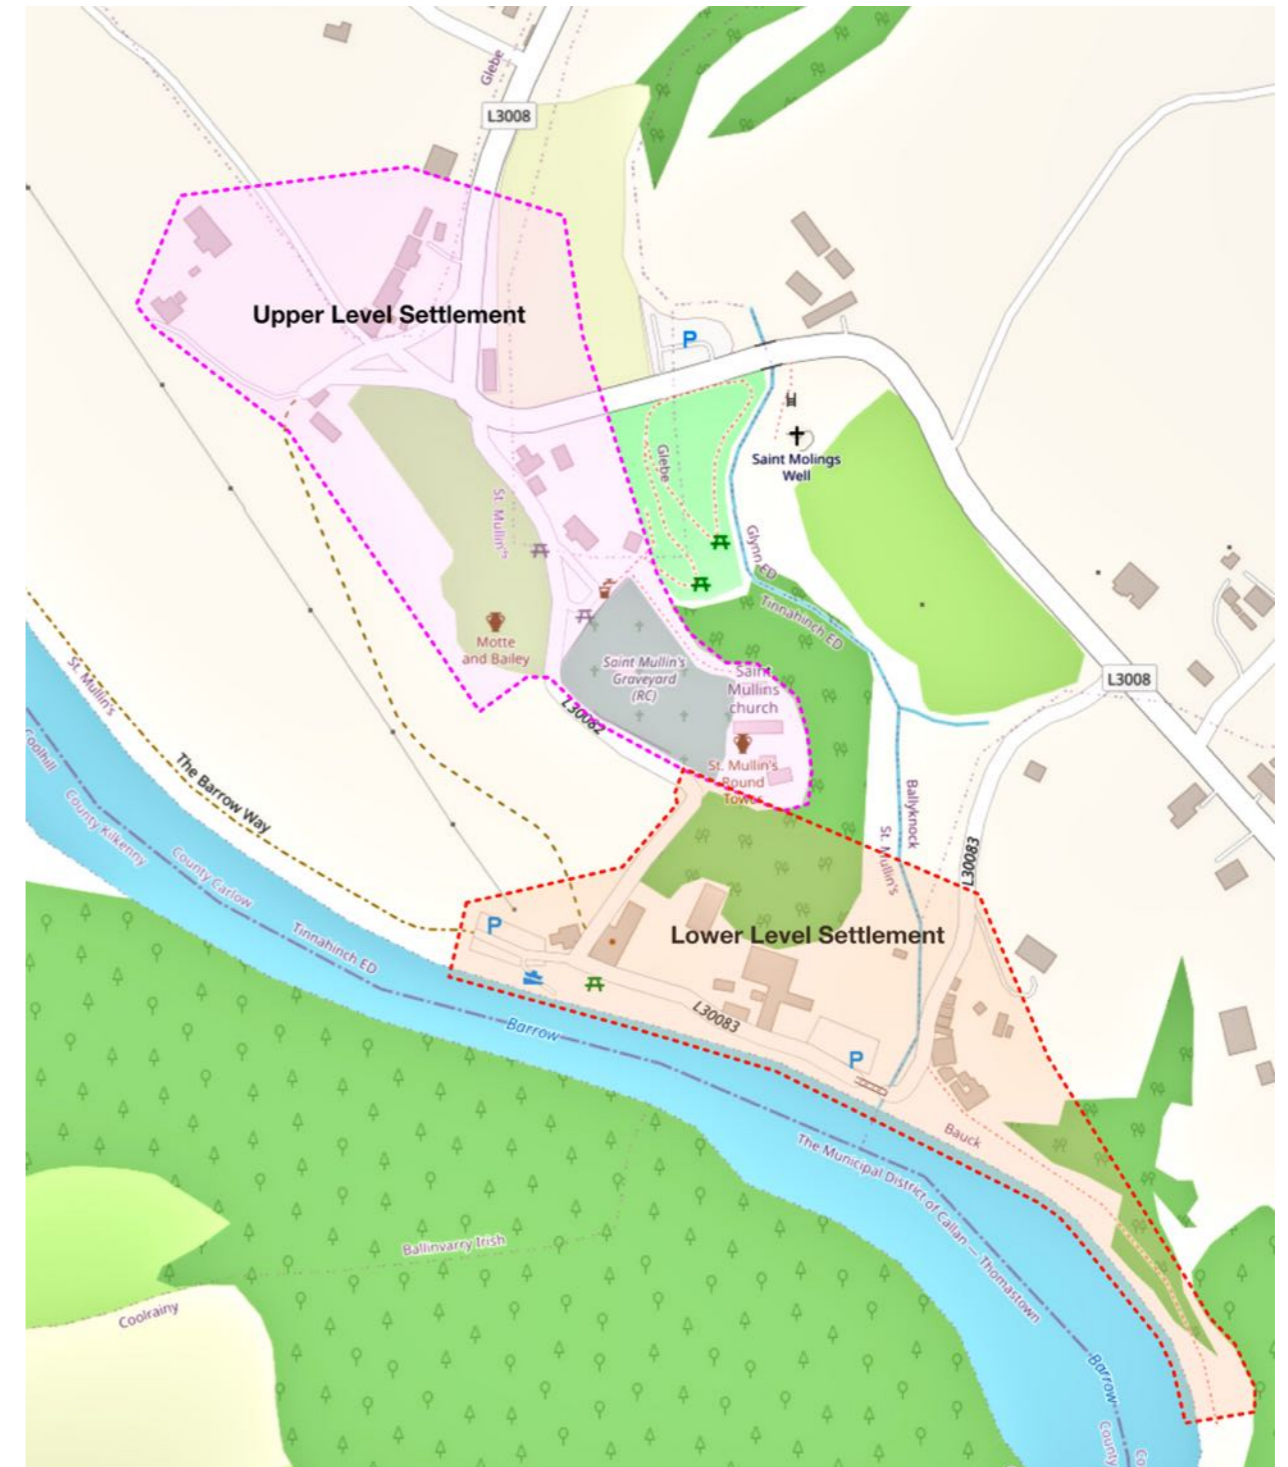 Glebe
L3008
Upper Level Settlement
P
Glebe
Saint Molings
Well
St. Mullin's
Glynn ED
Tinnahinch ED
Motte
and Bailey
Saint Mullin's
Graveyard
(RC)
Saint
Mullins
church
L3008
St. Mullin's
L30082
Coolhill
The Barrow Way
St. Mullin's
Round
Tower
County Kilkenny
County Carlow
Ballyknock
St. Mullin's
L30083
Tinnahinch ED
P
Lower Level Settlement
Barrow
L30083
P
Bauck
The Municipal District of Callan — Thomastown
Ballinvarry Irish
Coolrainy
Barrow
County
Co